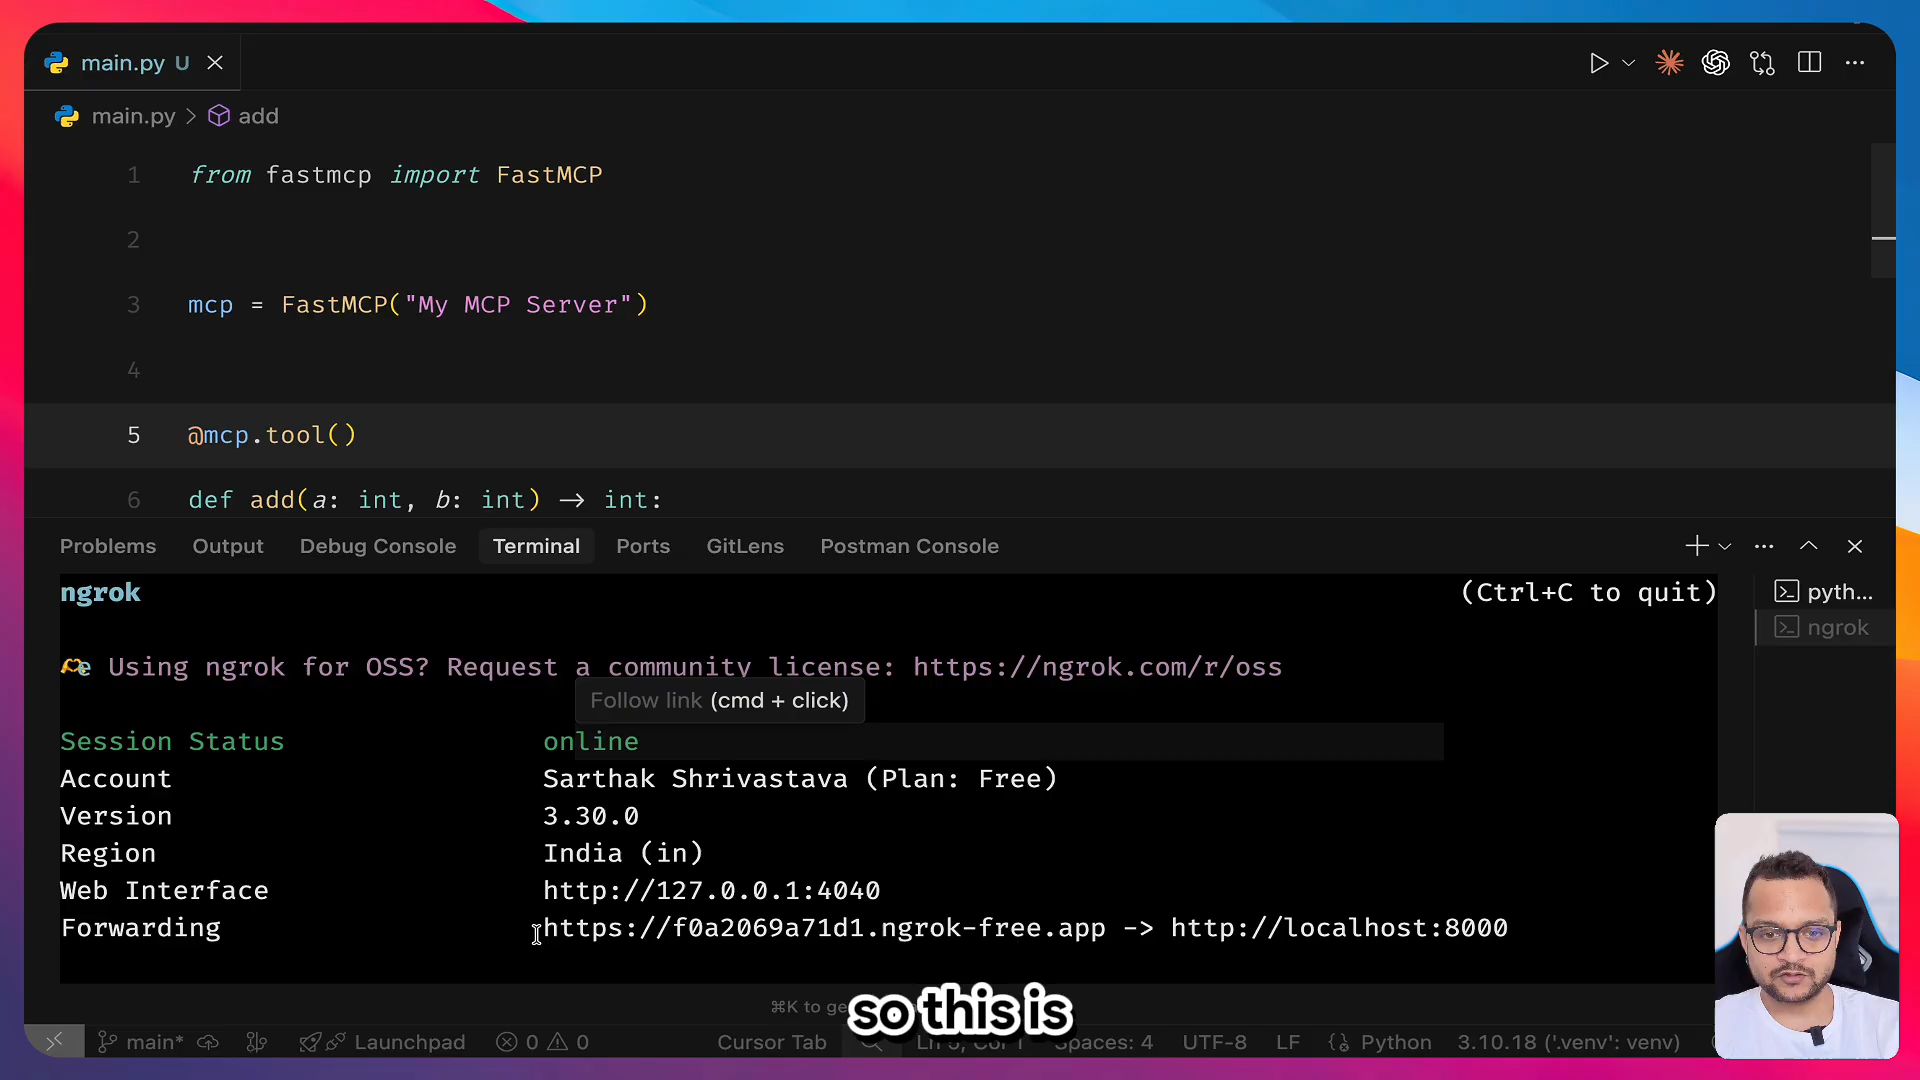 main.py U
main.py > add
1 from fastmcp import FastMCP
2
3 mcp = FastMCP("My MCP Server")
4
5 @mcp.tool()
6 def add(a: int, b: int) → int:
Problems Output Debug Console Terminal Ports GitLens Postman Console
ngrok (Ctrl+C to quit)
pyth...
ngrok
e Using ngrok for OSS? Request a community license: https://ngrok.com/r/oss
Follow link (cmd + click)
Session Status online
Account Sarthak Shrivastava (Plan: Free)
Version 3.30.0
Region India (in)
Web Interface http://127.0.0.1:4040
Forwarding https://f0a2069a71d1.ngrok-free.app -> http://localhost:8000
⌘K to ge
so this is
main* Launchpad 0 0 Cursor Tab Spaces: 4 UTF-8 LF Python 3.10.18 ('.venv': venv)